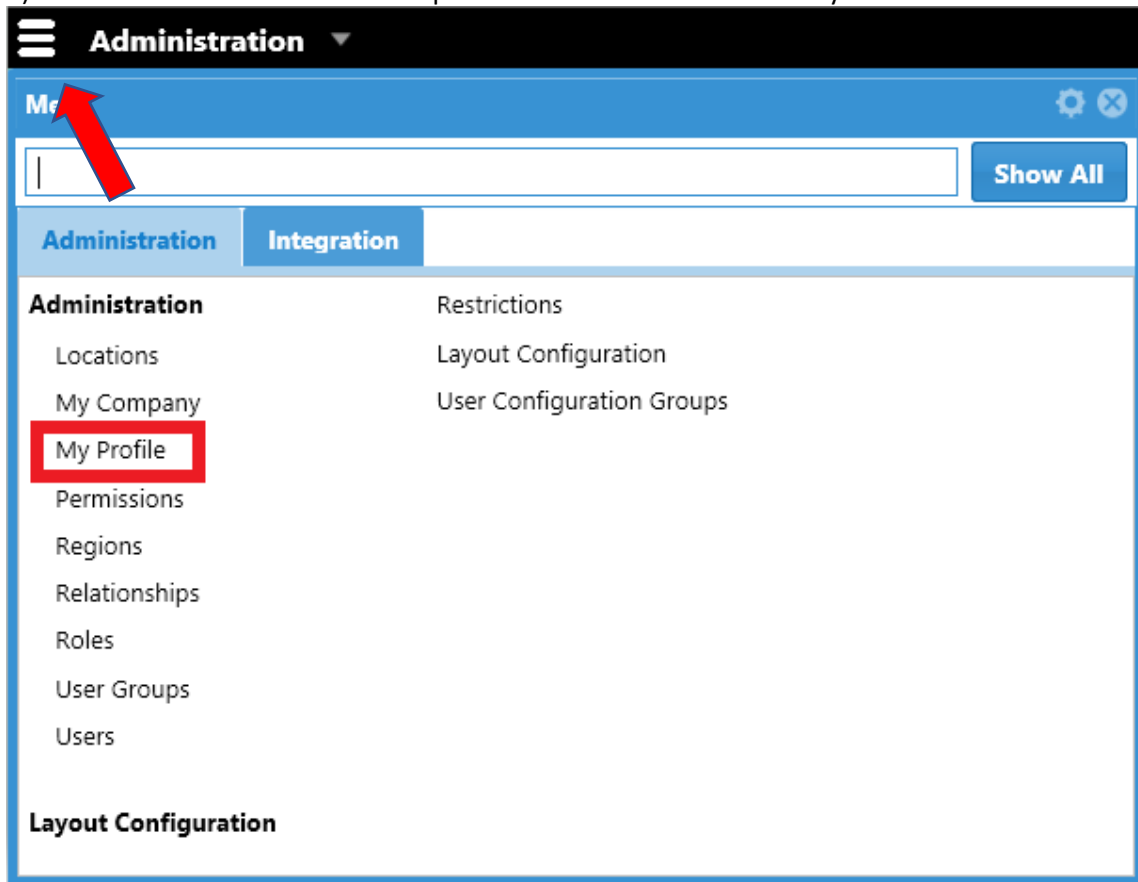 Administration
Me
Show All
Administration Integration
Administration
Locations
My Company
My Profile
Permissions
Regions
Relationships
Roles
User Groups
Users
Layout Configuration
Restrictions
Layout Configuration
User Configuration Groups